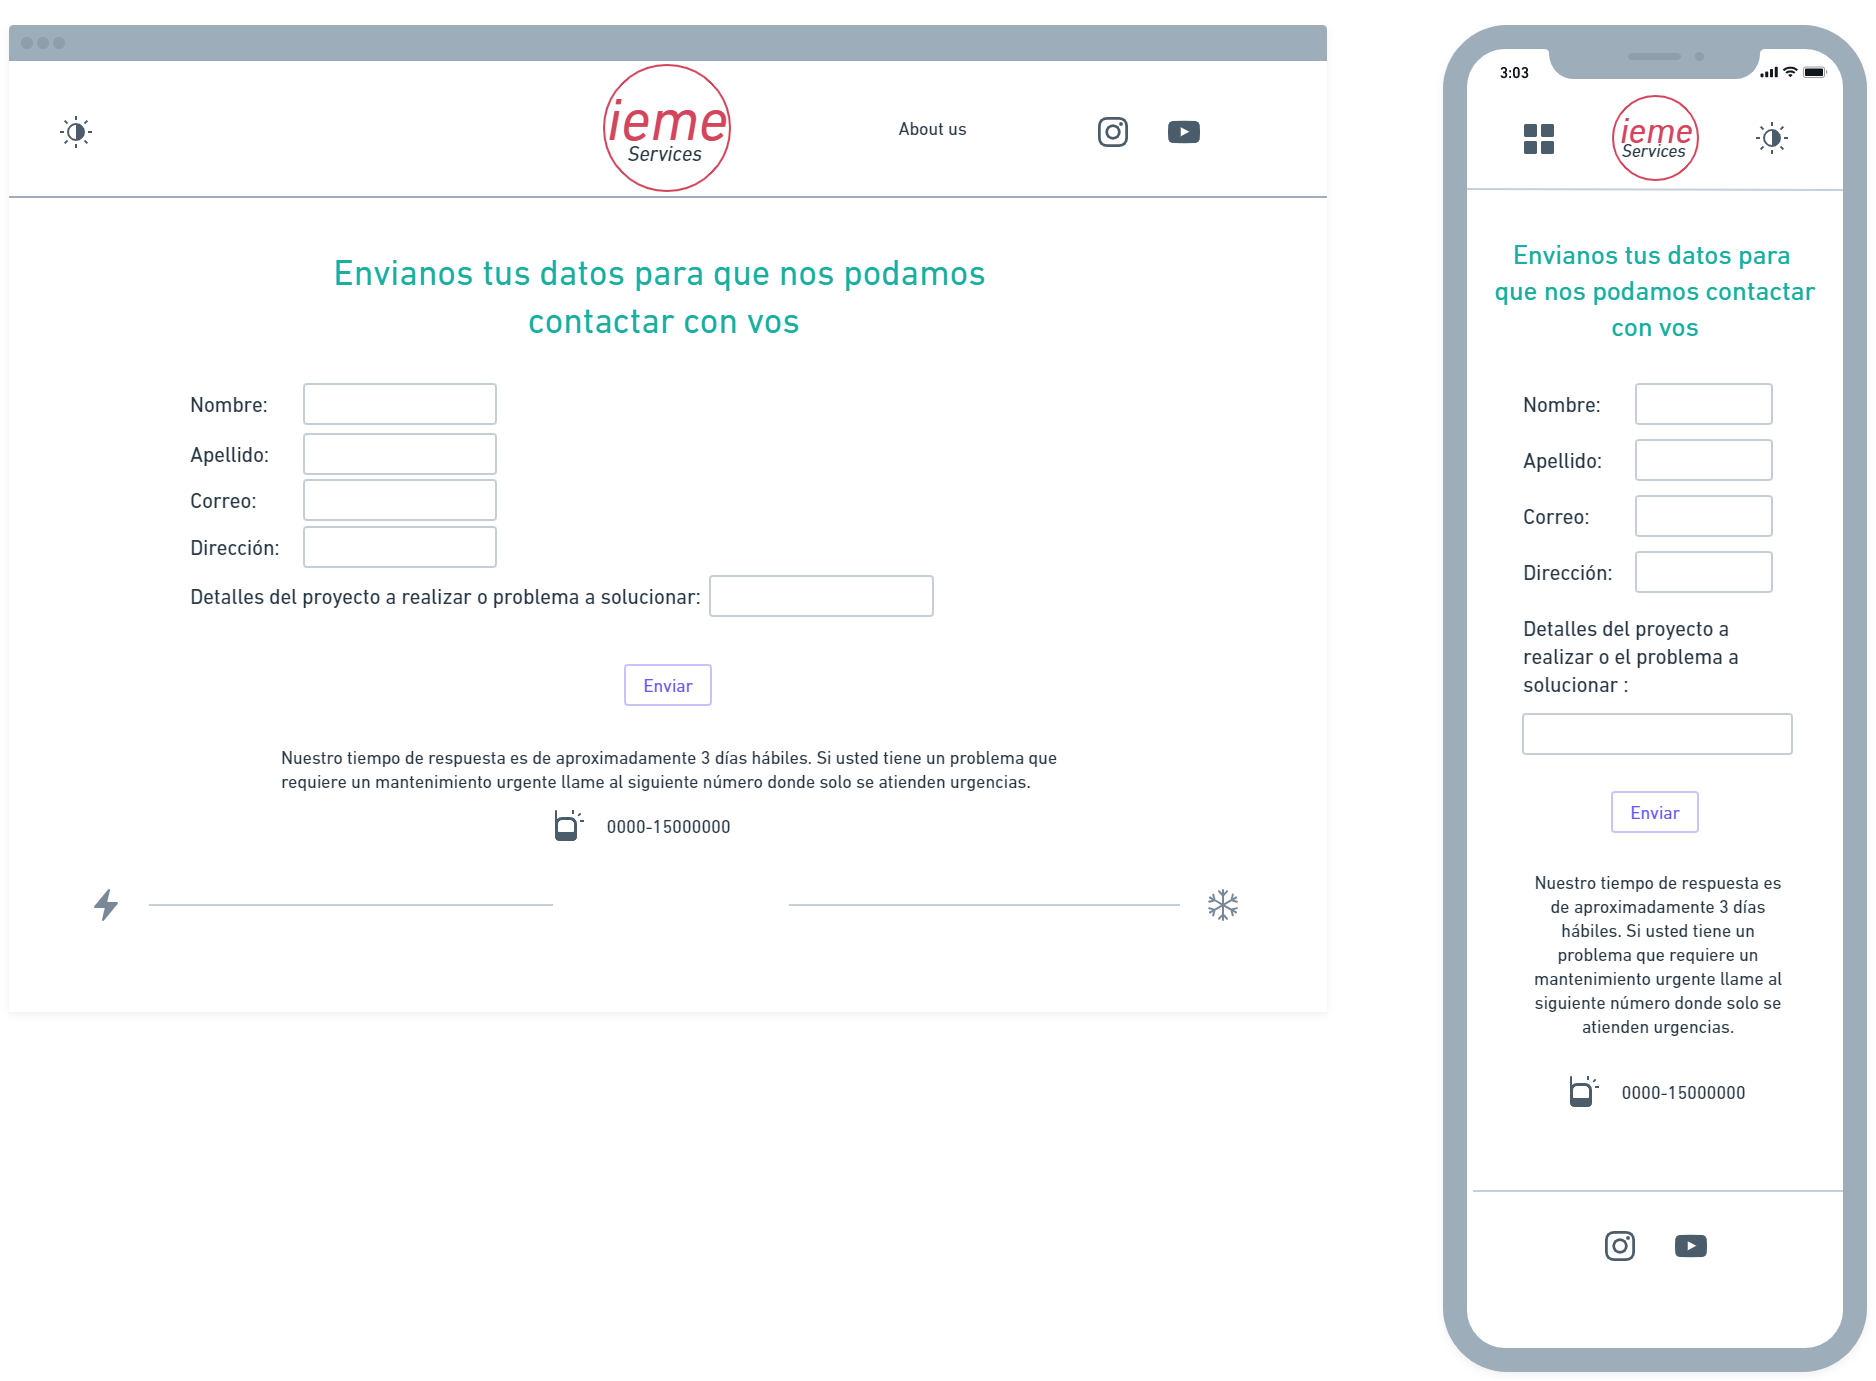 ieme
Services
About us
Envianos tus datos para que nos podamos
contactar con vos
Nombre:
Apellido:
Correo:
Dirección:
Detalles del proyecto a realizar o problema a solucionar:
Enviar
Nuestro tiempo de respuesta es de aproximadamente 3 días hábiles. Si usted tiene un problema que
requiere un mantenimiento urgente llame al siguiente número donde solo se atienden urgencias.
0000-15000000
3:03
ieme
Services
Envianos tus datos para
que nos podamos contactar
con vos
Nombre:
Apellido:
Correo:
Dirección:
Detalles del proyecto a
realizar o el problema a
solucionar :
Enviar
Nuestro tiempo de respuesta es
de aproximadamente 3 días
hábiles. Si usted tiene un
problema que requiere un
mantenimiento urgente llame al
siguiente número donde solo se
atienden urgencias.
0000-15000000